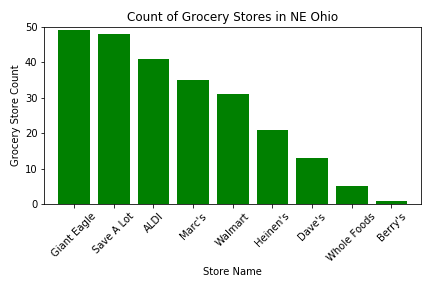 Count of Grocery Stores in NE Ohio
Grocery Store Count
50
40
30
20
10
0
Giant Eagle
Save A Lot
ALDI
Marc's
Walmart
Heinen's
Dave's
Whole Foods
Berry's
Store Name